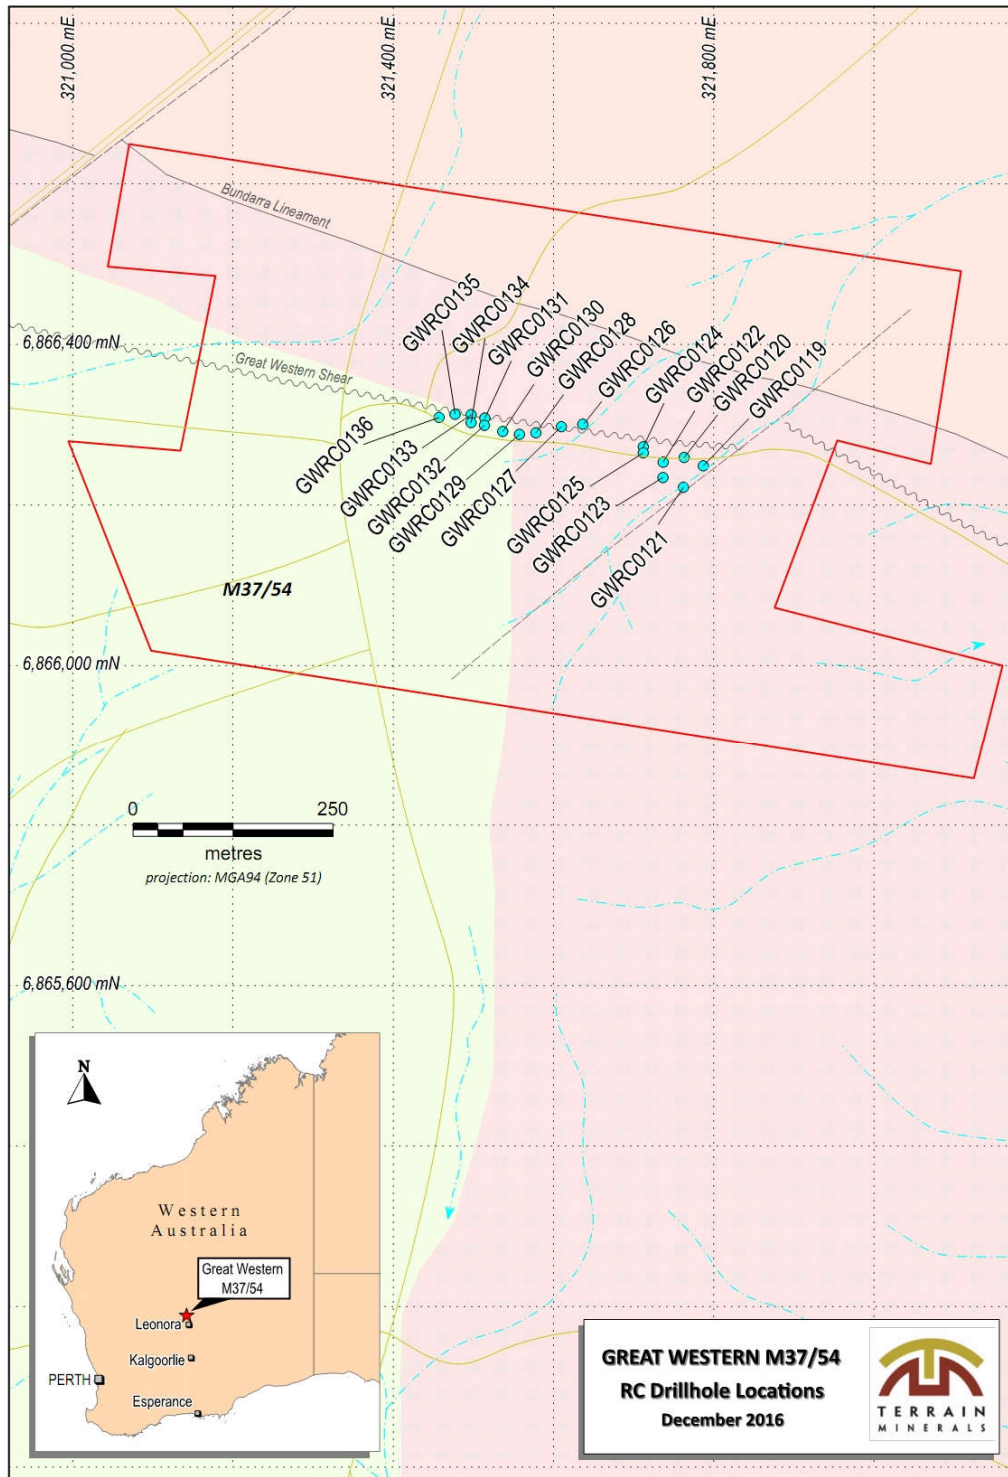 321,000 mE
321,400 mE
321,800 mE
Bundarra Lineament
GWRC0135
GWRC0134
GWRC0131
GWRC0130
GWRC0128
GWRC0126
GWRC0124
GWRC0122
GWRC0120
GWRC0119
6,866,400 mN
Great Western Shear
GWRC0136
GWRC0133
GWRC0132
GWRC0129
GWRC0127
GWRC0125
GWRC0123
GWRC0121
M37/54
6,866,000 mN
0 250
metres
projection: MGA94 (Zone 51)
6,865,600 mN
N
Western
Australia
Great Western
M37/54
Leonora
Kalgoorlie
PERTH
Esperance
GREAT WESTERN M37/54
RC Drillhole Locations
December 2016
TERRAIN
MINERALS